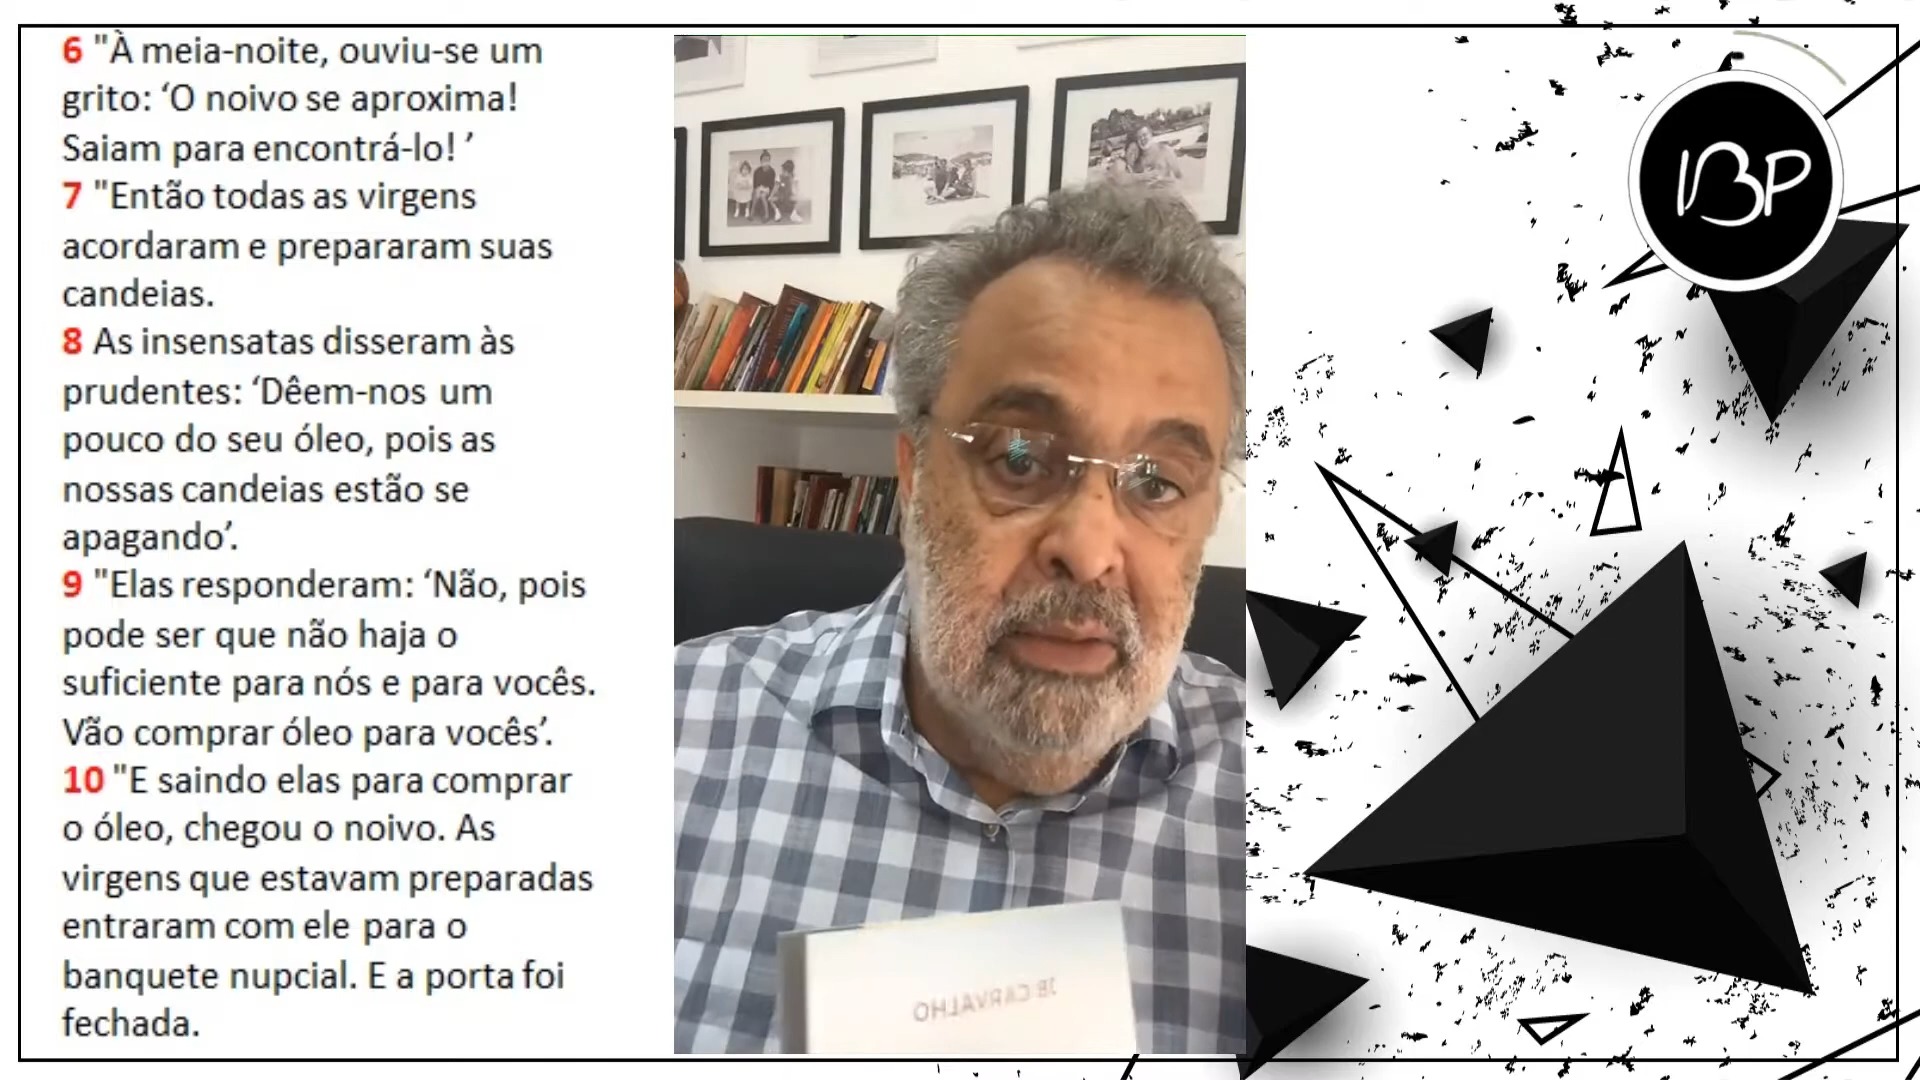 6 "À meia-noite, ouviu-se um
grito: ‘O noivo se aproxima!
Saiam para encontrá-lo! ’
7 "Então todas as virgens
acordaram e prepararam suas
candeias.
8 As insensatas disseram às
prudentes: ‘Dêem-nos um
pouco do seu óleo, pois as
nossas candeias estão se
apagando’.
9 "Elas responderam: ‘Não, pois
pode ser que não haja o
suficiente para nós e para vocês.
Vão comprar óleo para vocês’.
10 "E saindo elas para comprar
o óleo, chegou o noivo. As
virgens que estavam preparadas
entraram com ele para o
banquete nupcial. E a porta foi
fechada.
JB CARVALHO
IBP